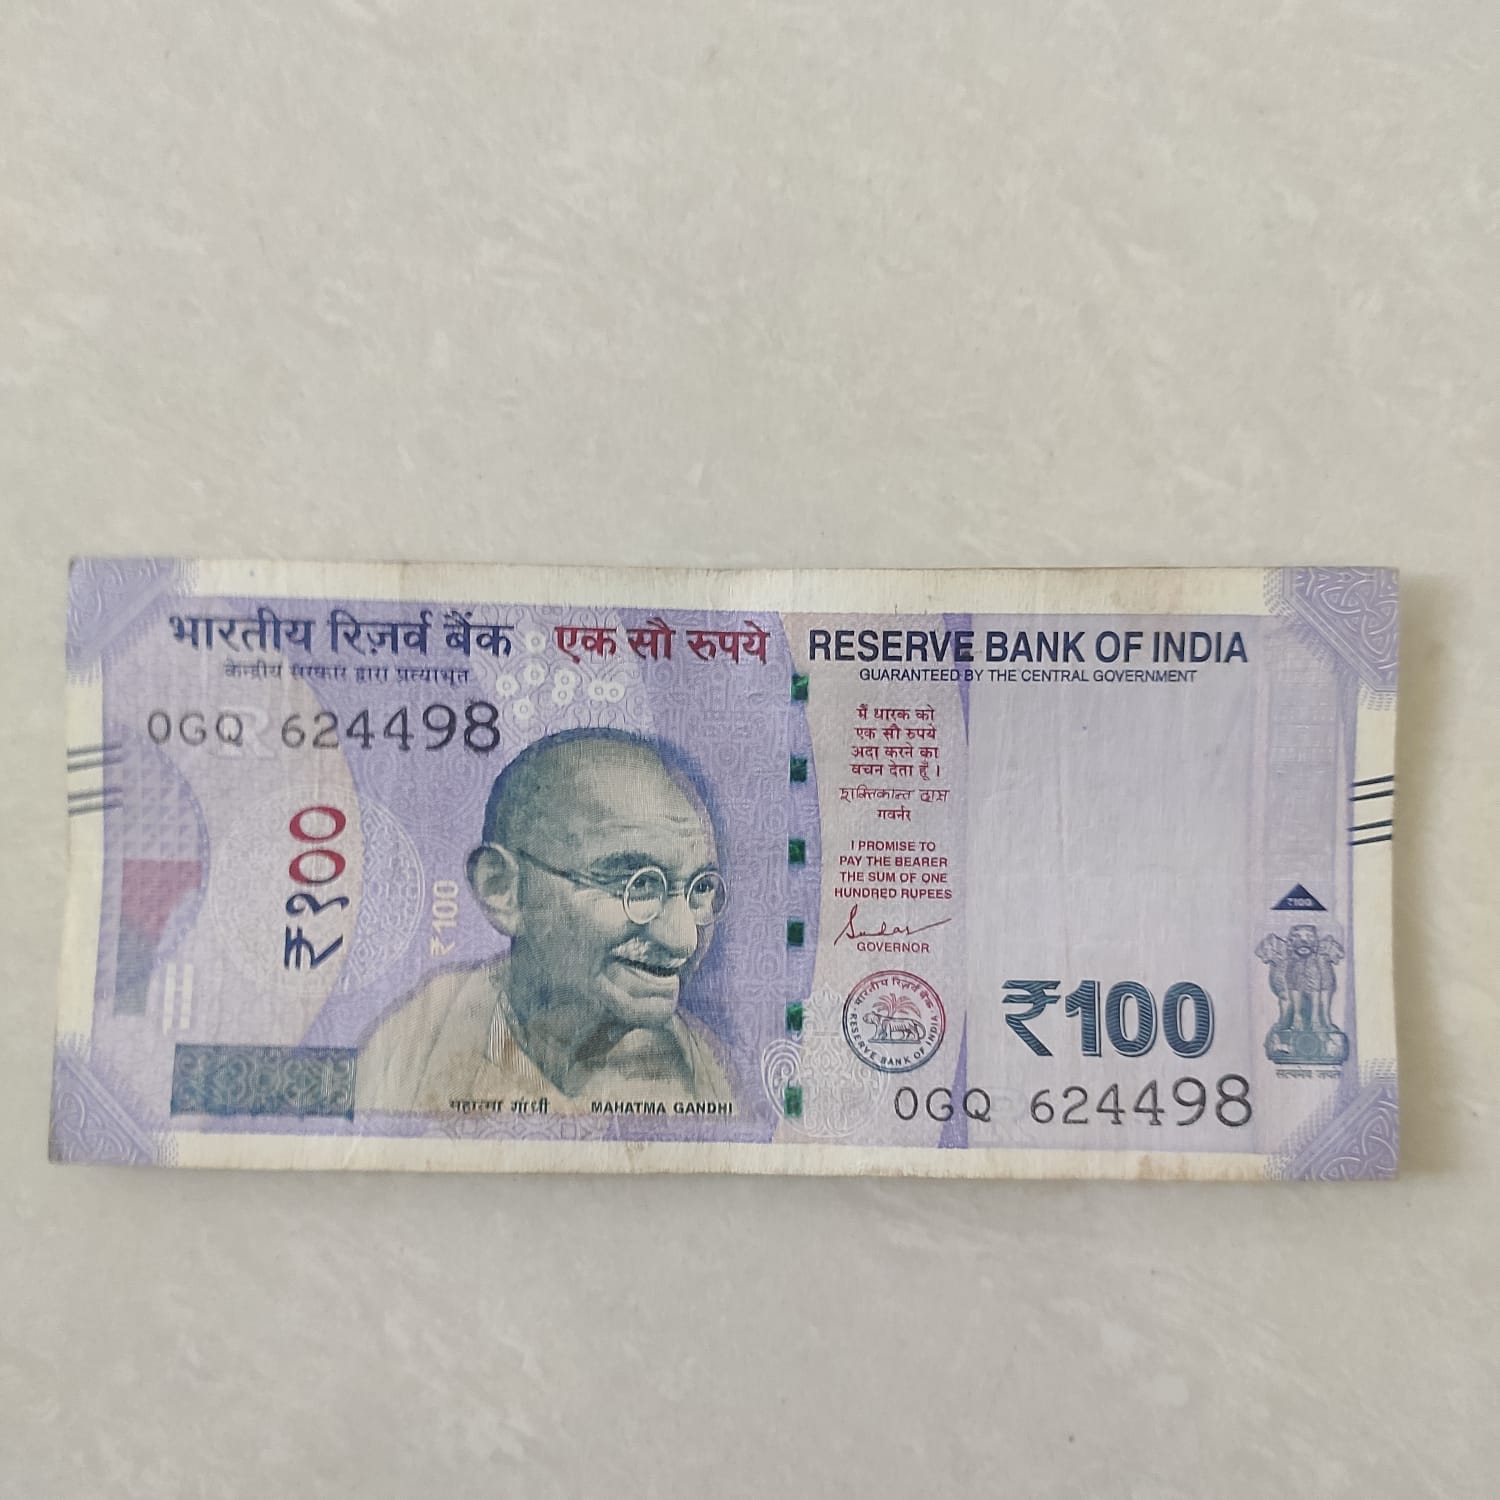 भारतीय रिज़र्व बैंक एक सौ रुपये
केन्द्रीय सरकार द्वारा प्रत्याभूत
0GQ 624498
₹१००
₹100
महात्मा गांधी MAHATMA GANDHI
RESERVE BANK OF INDIA
GUARANTEED BY THE CENTRAL GOVERNMENT
मैं धारक को
एक सौ रुपये
अदा करने का
वचन देता हूँ।
शक्तिकान्त दास
गवर्नर
I PROMISE TO
PAY THE BEARER
THE SUM OF ONE
HUNDRED RUPEES
GOVERNOR
भारतीय रिज़र्व बैंक
RESERVE BANK OF INDIA
₹100
₹100
सत्यमेव जयते
0GQ 624498